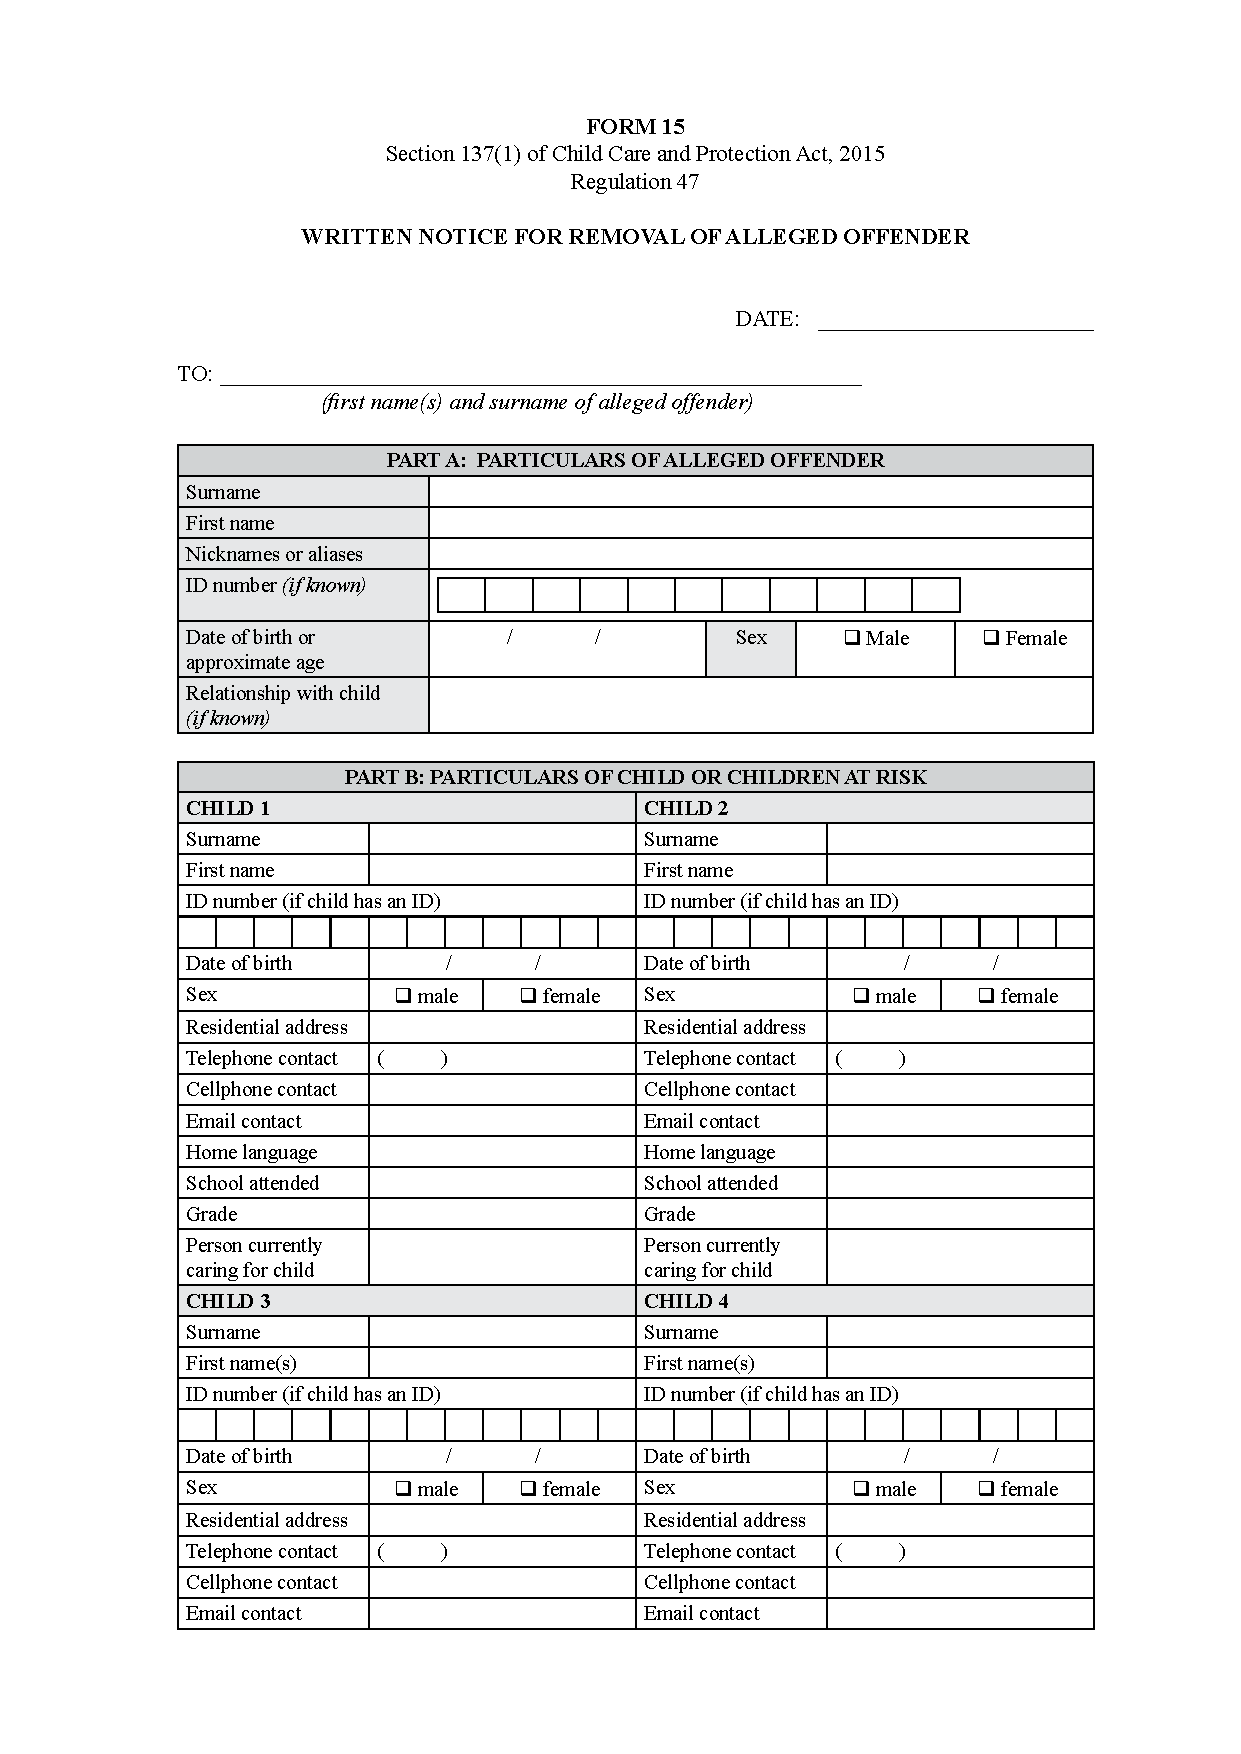 FORM 15
Section 137(1) of Child Care and Protection Act, 2015
Regulation 47
WRITTEN NOTICE FOR REMOVAL OF ALLEGED OFFENDER
DATE: ____________________
TO: ____________________
(first name(s) and surname of alleged offender)
PART A: PARTICULARS OF ALLEGED OFFENDER
Surname
First name
Nicknames or aliases
ID number (if known)
Date of birth or / / Sex ❑ Male ❑ Female
approximate age
Relationship with child
(if known)
PART B: PARTICULARS OF CHILD OR CHILDREN AT RISK
CHILD 1 CHILD 2
Surname Surname
First name First name
ID number (if child has an ID) ID number (if child has an ID)
Date of birth / / Date of birth / /
Sex ❑ male ❑ female Sex ❑ male ❑ female
Residential address Residential address
Telephone contact ( ) Telephone contact ( )
Cellphone contact Cellphone contact
Email contact Email contact
Home language Home language
School attended School attended
Grade Grade
Person currently Person currently
caring for child caring for child
CHILD 3 CHILD 4
Surname Surname
First name(s) First name(s)
ID number (if child has an ID) ID number (if child has an ID)
Date of birth / / Date of birth / /
Sex ❑ male ❑ female Sex ❑ male ❑ female
Residential address Residential address
Telephone contact ( ) Telephone contact ( )
Cellphone contact Cellphone contact
Email contact Email contact